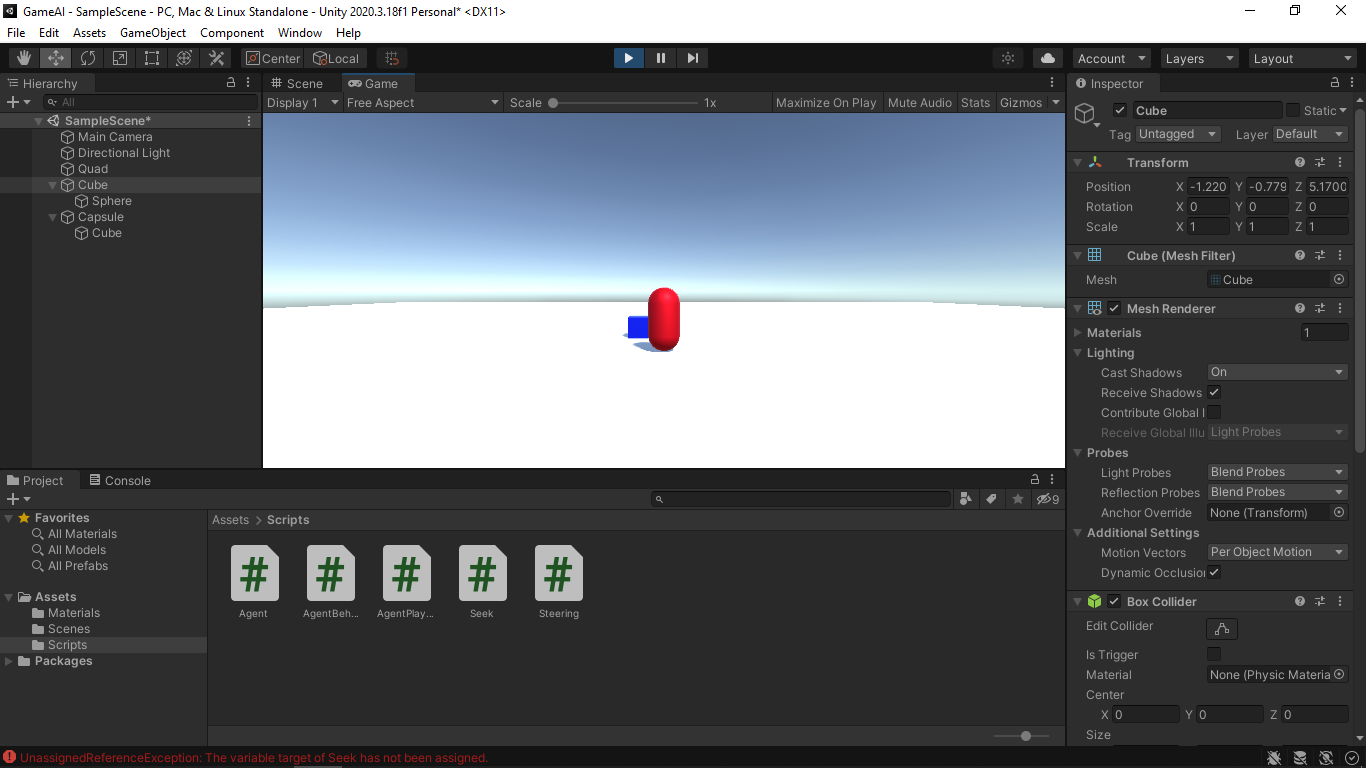 GameAI - SampleScene - PC, Mac & Linux Standalone - Unity 2020.3.18f1 Personal* <DX11>
File Edit Assets GameObject Component Window Help
Center Local Account Layers Layout
Hierarchy
All
SampleScene*
Main Camera
Directional Light
Quad
Cube
Sphere
Capsule
Cube
Scene Game
Display 1 Free Aspect Scale 1x Maximize On Play Mute Audio Stats Gizmos
Inspector
Cube Static
Tag Untagged Layer Default
Transform
Position X -1.220 Y -0.779 Z 5.1700
Rotation X 0 Y 0 Z 0
Scale X 1 Y 1 Z 1
Cube (Mesh Filter)
Mesh Cube
Mesh Renderer
Materials 1
Lighting
Cast Shadows On
Receive Shadows
Contribute Global I
Receive Global Illu Light Probes
Probes
Light Probes Blend Probes
Reflection Probes Blend Probes
Anchor Override None (Transform)
Additional Settings
Motion Vectors Per Object Motion
Dynamic Occlusion
Box Collider
Edit Collider
Is Trigger
Material None (Physic Materia
Center
X 0 Y 0 Z 0
Size
Project Console
9
Favorites
All Materials
All Models
All Prefabs
Assets
Materials
Scenes
Scripts
Packages
Assets > Scripts
Agent AgentBeh... AgentPlay... Seek Steering
UnassignedReferenceException: The variable target of Seek has not been assigned.